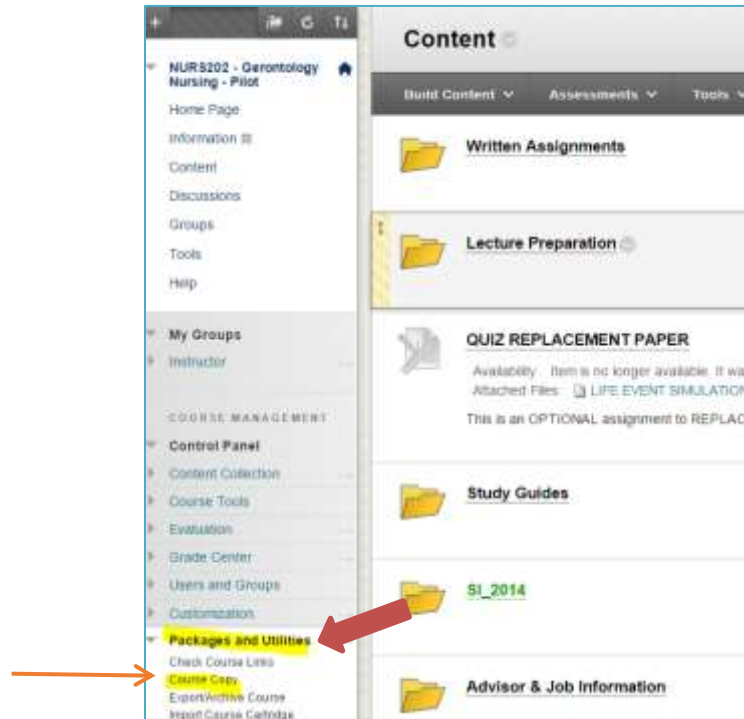 NURS202 - Gerontology
Nursing - Pilot
Home Page
Information
Content
Discussions
Groups
Tools
Help
My Groups
Instructor
COURSE MANAGEMENT
Control Panel
Content Collection
Course Tools
Evaluation
Grade Center
Users and Groups
Customization
Packages and Utilities
Check Course Links
Course Copy
Export/Archive Course
Import Course Cartridge
Content
Build Content Assessments Tools
Written Assignments
Lecture Preparation
QUIZ REPLACEMENT PAPER
Availability: Item is no longer available. It wa
Attached Files: LIFE EVENT SIMULATION
This is an OPTIONAL assignment to REPLAC
Study Guides
SI_2014
Advisor & Job Information